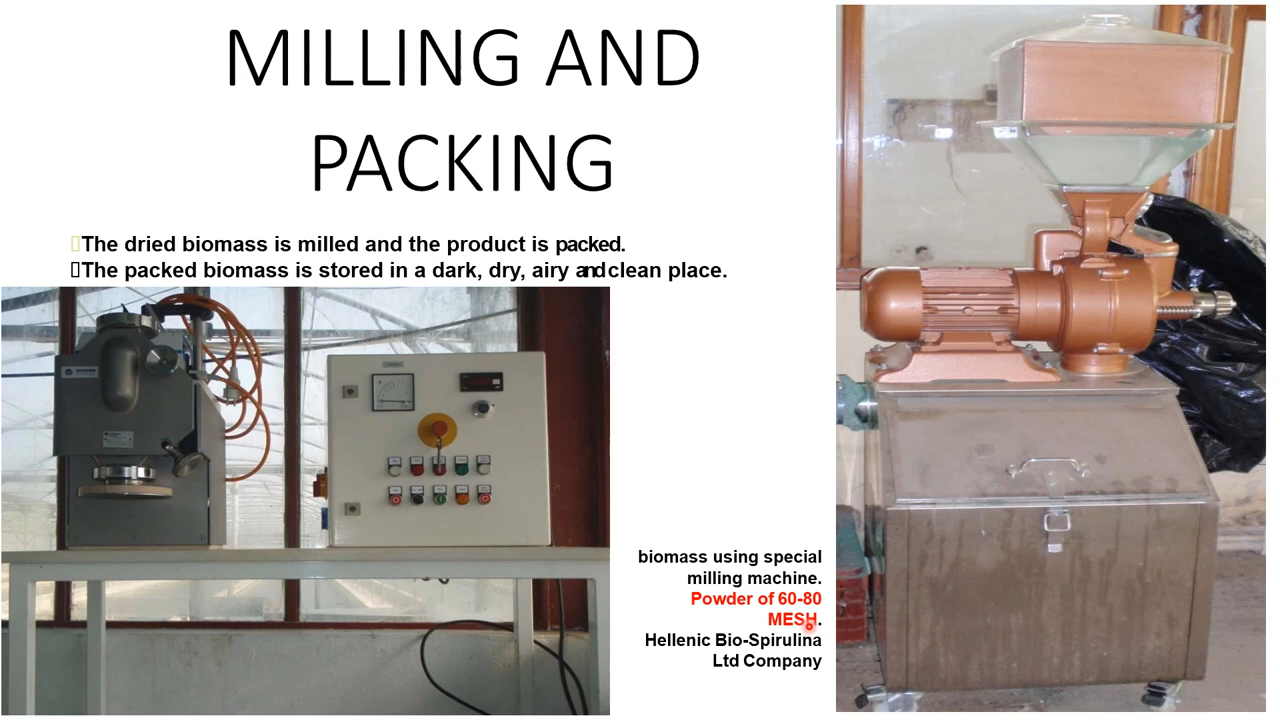 MILLING AND
PACKING
The dried biomass is milled and the product is packed.
The packed biomass is stored in a dark, dry, airy and clean place.
biomass using special
milling machine.
Powder of 60-80
MESH.
Hellenic Bio-Spirulina
Ltd Company